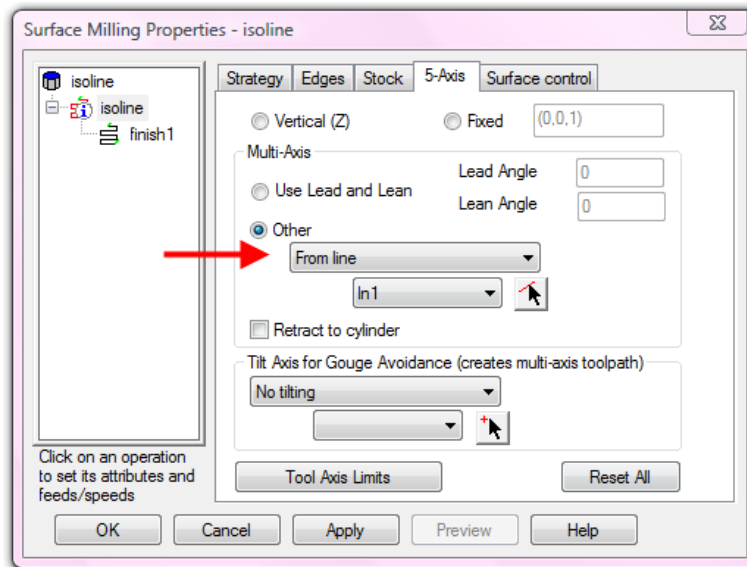 Surface Milling Properties - isoline
isoline
isoline
finish1
Click on an operation
to set its attributes and
feeds/speeds
Strategy Edges Stock 5-Axis Surface control
Vertical (Z) Fixed (0,0,1)
Multi-Axis
Use Lead and Lean
Lead Angle 0
Lean Angle 0
Other
From line
ln1
Retract to cylinder
Tilt Axis for Gouge Avoidance (creates multi-axis toolpath)
No tilting
Tool Axis Limits Reset All
OK Cancel Apply Preview Help